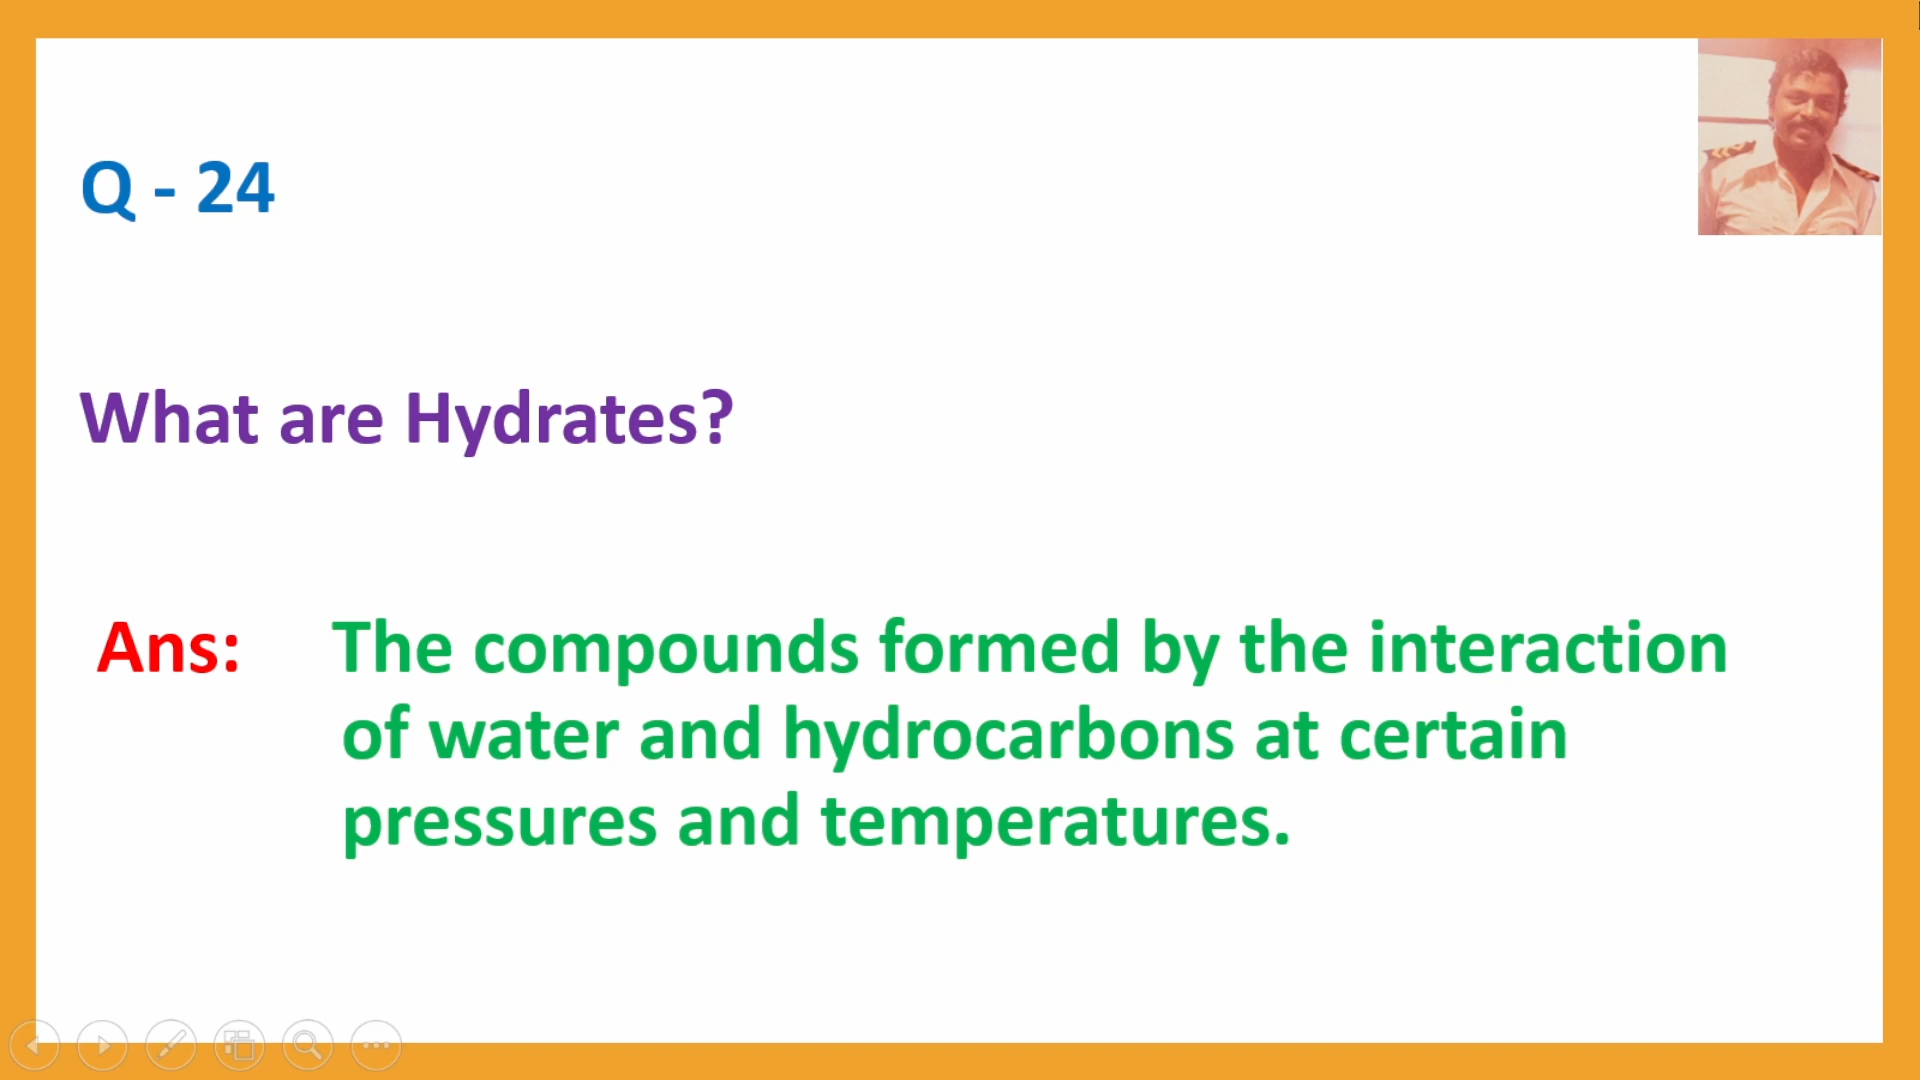 Q - 24
What are Hydrates?
Ans: The compounds formed by the interaction
of water and hydrocarbons at certain
pressures and temperatures.